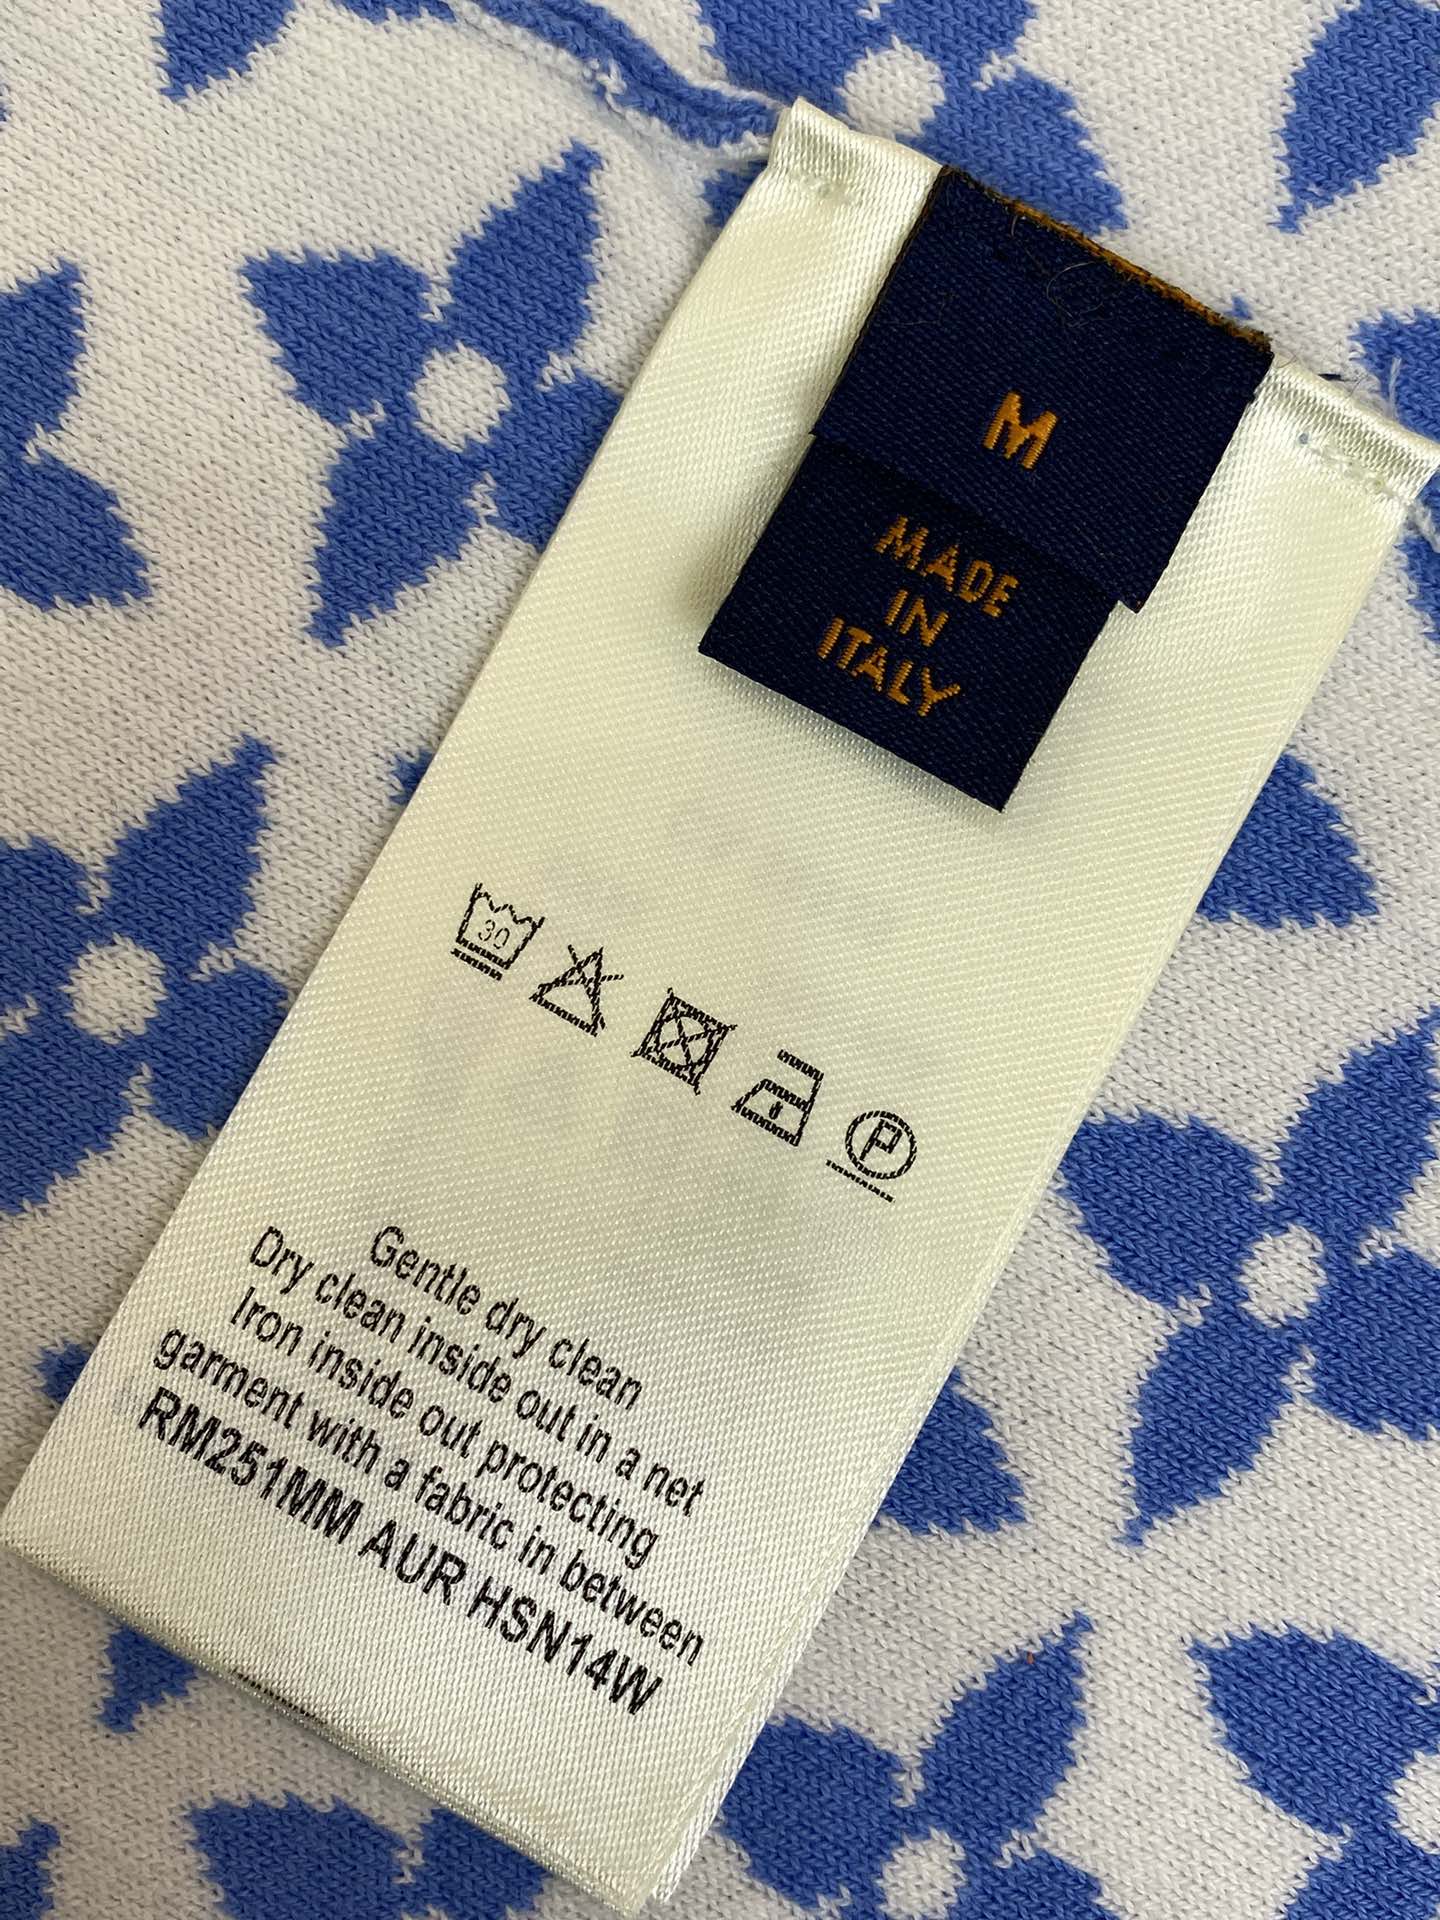 M
MADE
IN
ITALY
30
P
Gentle dry clean
Dry clean inside out in a net
Iron inside out protecting
garment with a fabric in between
RM251MM AUR HSN14W